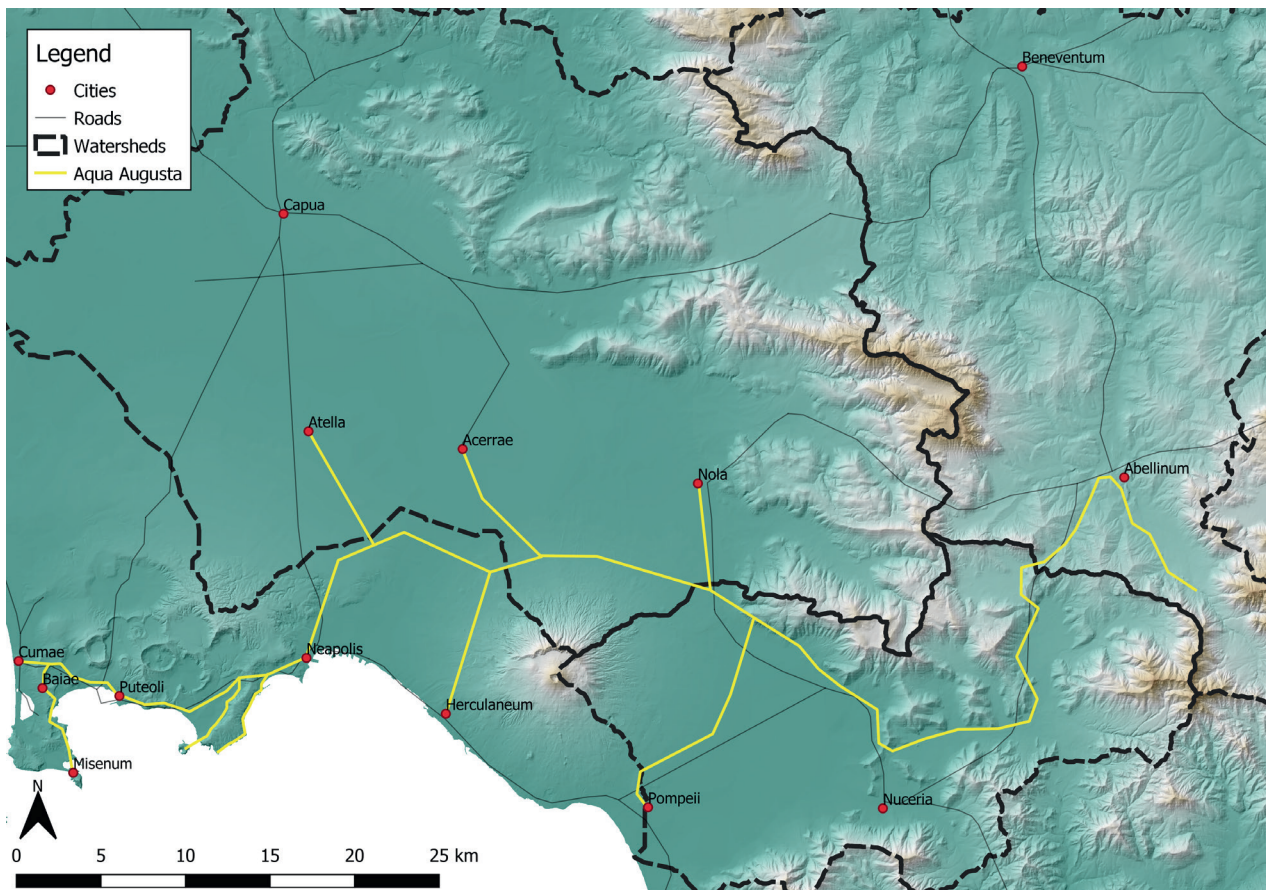 Legend
Cities
Roads
Watersheds
Aqua Augusta
Beneventum
Capua
Atella
Acerrae
Nola
Abellinum
Cumae
Baiae
Puteoli
Neapolis
Herculaneum
Misenum
Pompeii
Nuceria
N
0 5 10 15 20 25 km